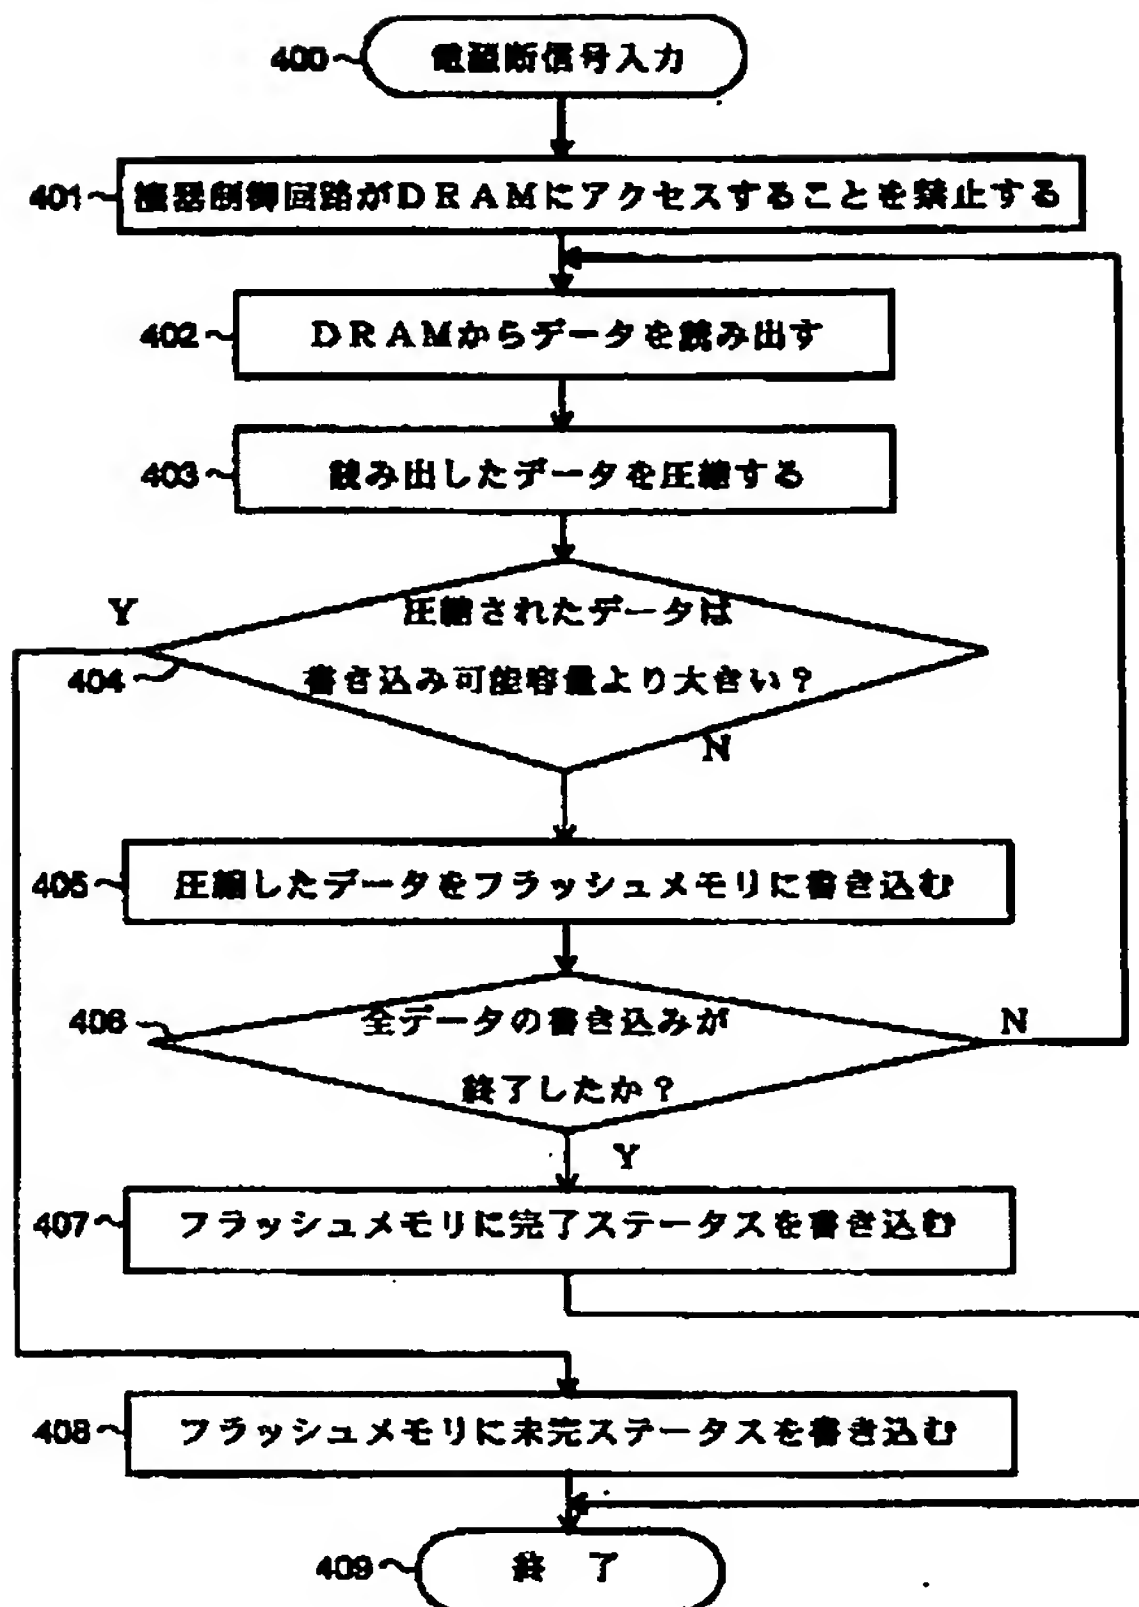 400 電源断信号入力
401 機器制御回路がDRAMにアクセスすることを禁止する
402 DRAMからデータを読み出す
403 読み出したデータを圧縮する
Y 圧縮されたデータは
404 書き込み可能容量より大きい?
N
405 圧縮したデータをフラッシュメモリに書き込む
406 全データの書き込みが N
終了したか?
Y
407 フラッシュメモリに完了ステータスを書き込む
408 フラッシュメモリに未完ステータスを書き込む
409 終 了